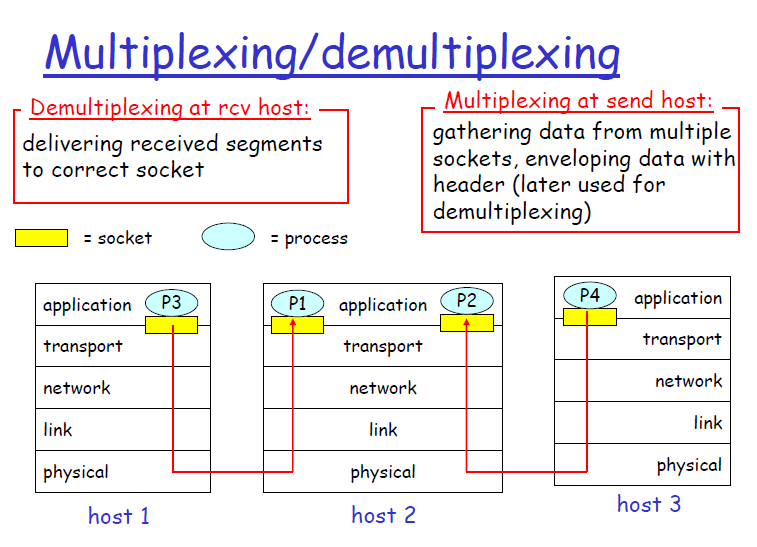 Multiplexing/demultiplexing
Demultiplexing at rcv host:
delivering received segments
to correct socket
Multiplexing at send host:
gathering data from multiple
sockets, enveloping data with
header (later used for
demultiplexing)
= socket
= process
application
P3
transport
network
link
physical
host 1
P1
application
P2
transport
network
link
physical
host 2
P4
application
transport
network
link
physical
host 3